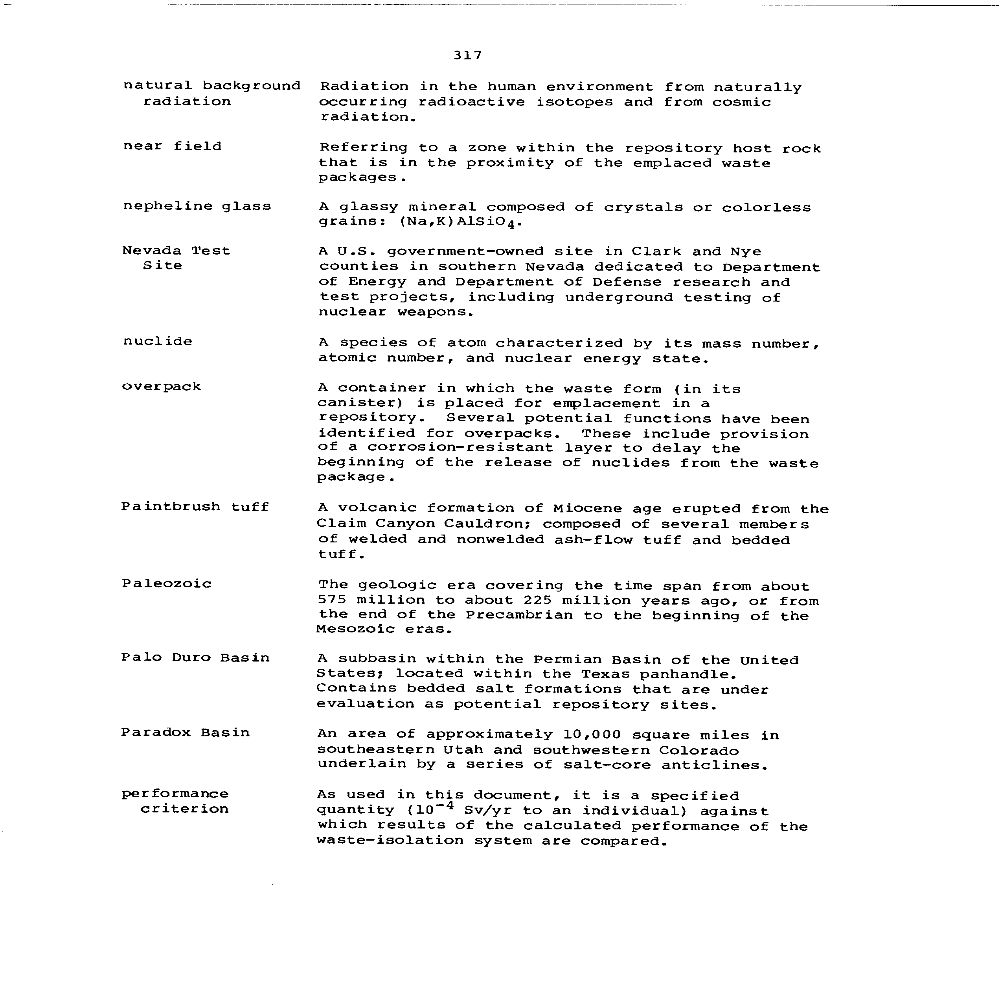 317
natural background Radiation in the human environment from naturally
radiation occurring radioactive isotopes and from cosmic
radiation.
near field Referring to a zone within the repository host rock
that is in the proximity of the emplaced waste
packages.
nepheline glass A glassy mineral composed of crystals or colorless
grains: (Na,K)AlSiO₄.
Nevada Test A U.S. government-owned site in Clark and Nye
Site counties in southern Nevada dedicated to Department
of Energy and Department of Defense research and
test projects, including underground testing of
nuclear weapons.
nuclide A species of atom characterized by its mass number,
atomic number, and nuclear energy state.
overpack A container in which the waste form (in its
canister) is placed for emplacement in a
repository. Several potential functions have been
identified for overpacks. These include provision
of a corrosion-resistant layer to delay the
beginning of the release of nuclides from the waste
package.
Paintbrush tuff A volcanic formation of Miocene age erupted from the
Claim Canyon Cauldron; composed of several members
of welded and nonwelded ash-flow tuff and bedded
tuff.
Paleozoic The geologic era covering the time span from about
575 million to about 225 million years ago, or from
the end of the Precambrian to the beginning of the
Mesozoic eras.
Palo Duro Basin A subbasin within the Permian Basin of the United
States; located within the Texas panhandle.
Contains bedded salt formations that are under
evaluation as potential repository sites.
Paradox Basin An area of approximately 10,000 square miles in
southeastern Utah and southwestern Colorado
underlain by a series of salt-core anticlines.
performance As used in this document, it is a specified
criterion quantity (10⁻⁴ Sv/yr to an individual) against
which results of the calculated performance of the
waste-isolation system are compared.